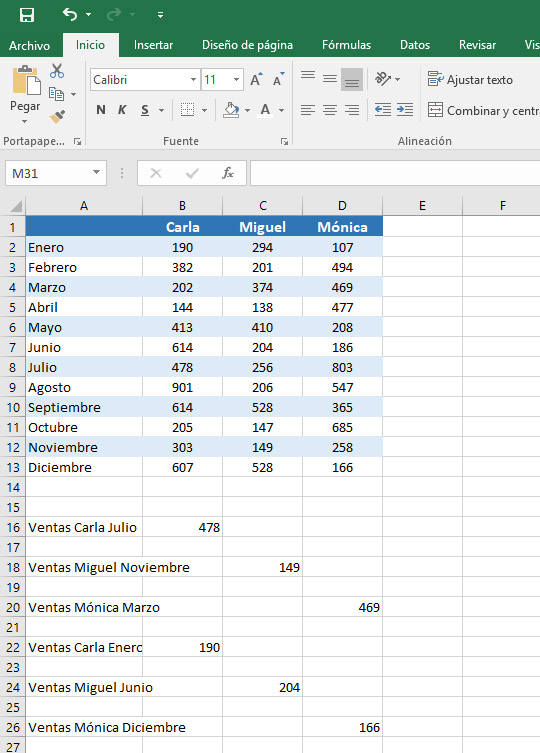 Archivo Inicio Insertar Diseño de página Fórmulas Datos Revisar Vis
Pegar
Calibri 11
N K S A
Ajustar texto
Combinar y centra
Portapape... Fuente Alineación
M31 fx
A B C D E F
1 Carla Miguel Mónica
2 Enero 190 294 107
3 Febrero 382 201 494
4 Marzo 202 374 469
5 Abril 144 138 477
6 Mayo 413 410 208
7 Junio 614 204 186
8 Julio 478 256 803
9 Agosto 901 206 547
10 Septiembre 614 528 365
11 Octubre 205 147 685
12 Noviembre 303 149 258
13 Diciembre 607 528 166
14
15
16 Ventas Carla Julio 478
17
18 Ventas Miguel Noviembre 149
19
20 Ventas Mónica Marzo 469
21
22 Ventas Carla Enero 190
23
24 Ventas Miguel Junio 204
25
26 Ventas Mónica Diciembre 166
27